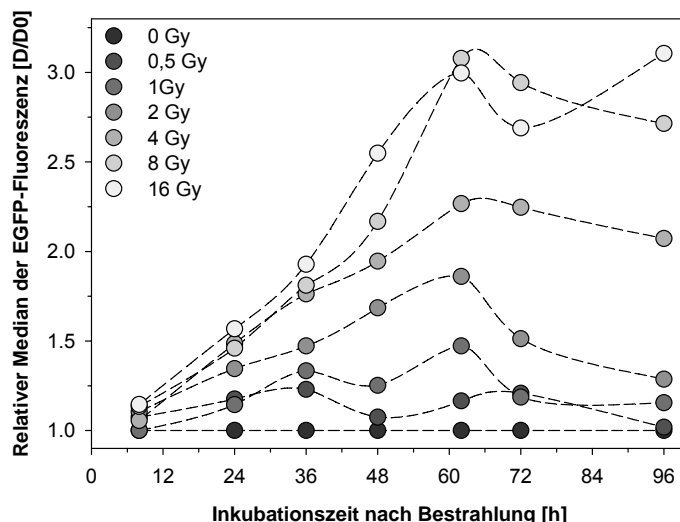 Relativer Median der EGFP-Fluoreszenz [D/D0]
0 Gy
0,5 Gy
1Gy
2 Gy
4 Gy
8 Gy
16 Gy
3.0
2.5
2.0
1.5
1.0
0 12 24 36 48 60 72 84 96
Inkubationszeit nach Bestrahlung [h]